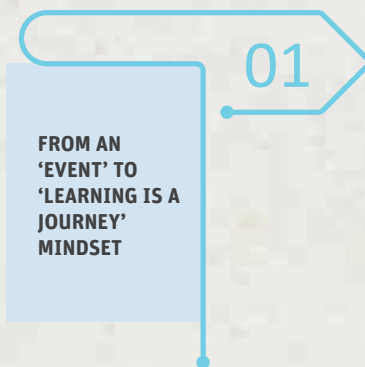 01
FROM AN
‘EVENT’ TO
‘LEARNING IS A
JOURNEY’
MINDSET